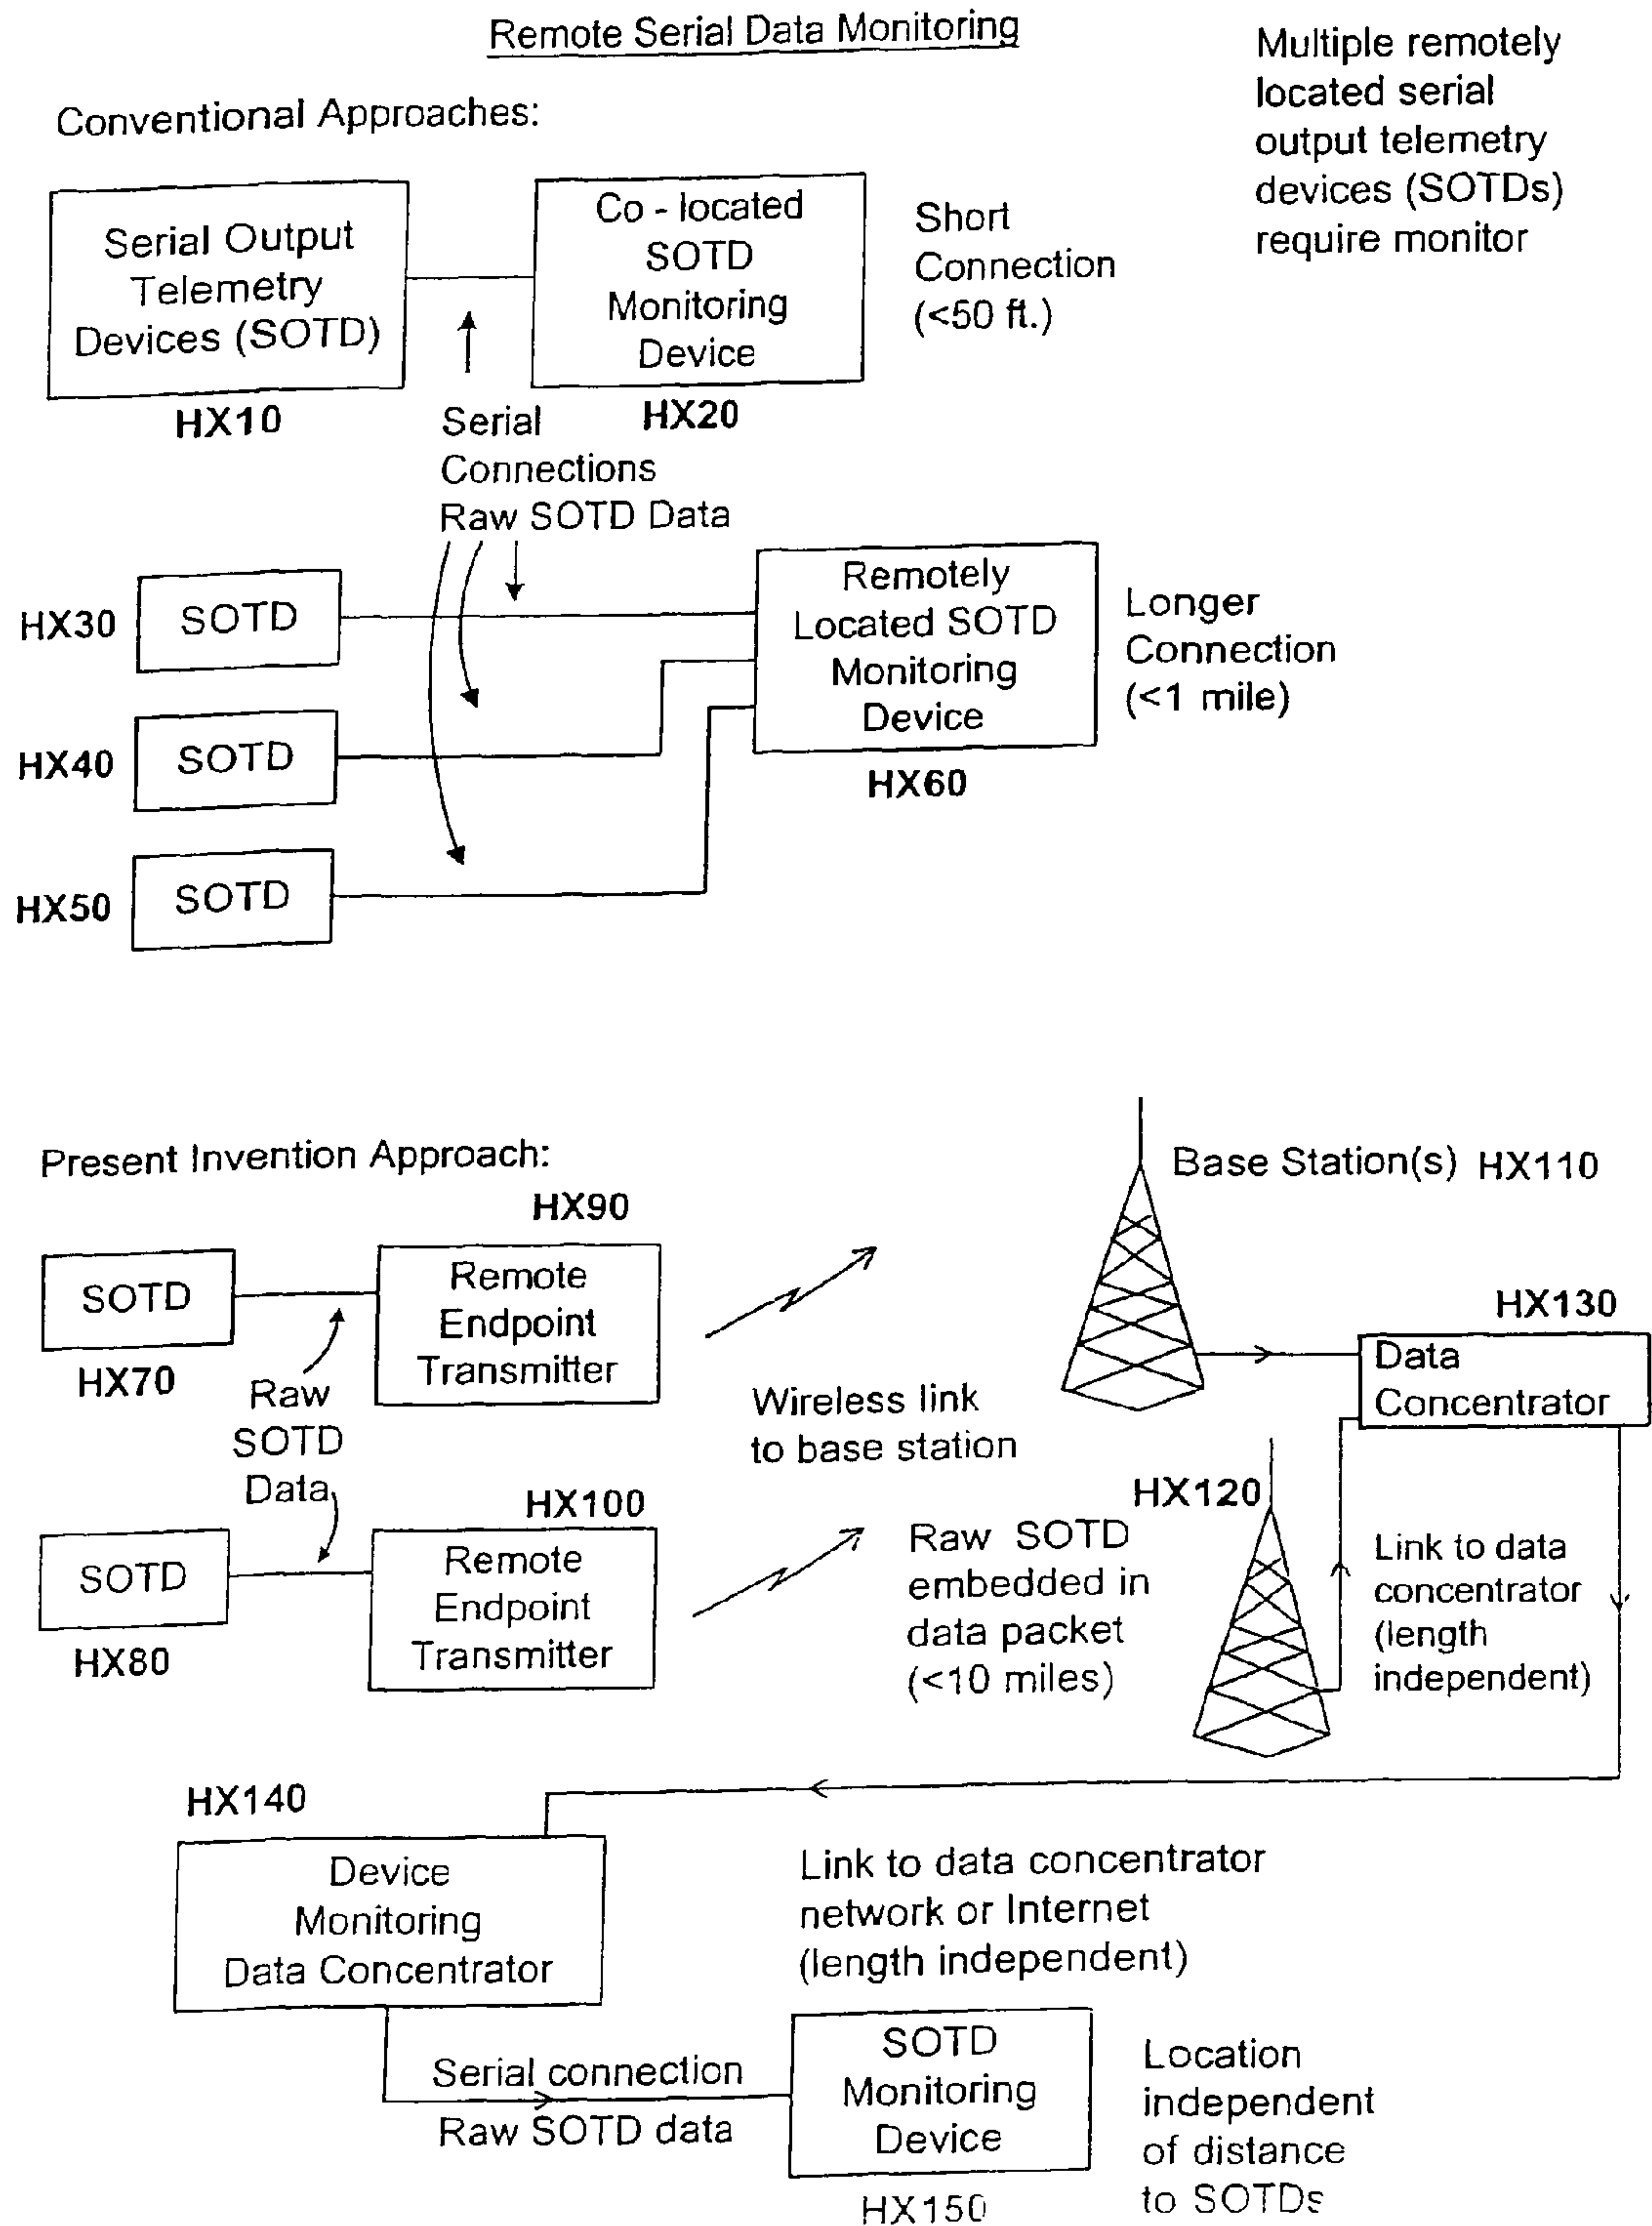 Remote Serial Data Monitoring
Multiple remotely
located serial
output telemetry
devices (SOTDs)
require monitor
Conventional Approaches:
Serial Output
Telemetry
Devices (SOTD)
HX10
Co - located
SOTD
Monitoring
Device
HX20
Short
Connection
(<50 ft.)
Serial
Connections
Raw SOTD Data
HX30
SOTD
HX40
SOTD
HX50
SOTD
Remotely
Located SOTD
Monitoring
Device
HX60
Longer
Connection
(<1 mile)
Present Invention Approach:
Base Station(s) HX110
HX90
SOTD
HX70
Remote
Endpoint
Transmitter
Raw
SOTD
Data
Wireless link
to base station
HX130
Data
Concentrator
HX120
HX100
SOTD
HX80
Remote
Endpoint
Transmitter
Raw SOTD
embedded in
data packet
(<10 miles)
Link to data
concentrator
(length
independent)
HX140
Device
Monitoring
Data Concentrator
Link to data concentrator
network or Internet
(length independent)
Serial connection
Raw SOTD data
SOTD
Monitoring
Device
HX150
Location
independent
of distance
to SOTDs